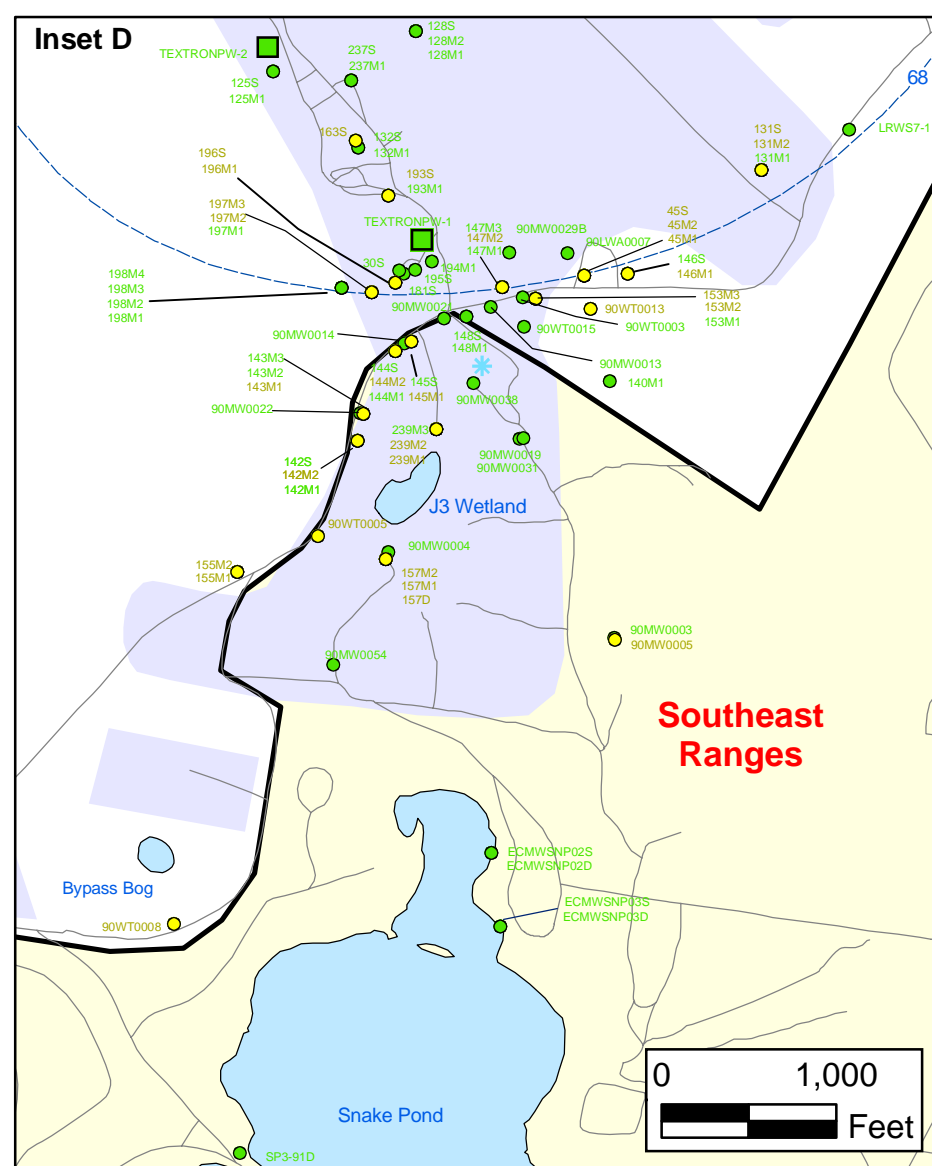 Inset D
TEXTRONPW-2
125S
125M1
237S
237M1
128S
128M2
128M1
68
LRWS7-1
163S
132S
132M1
131S
131M2
131M1
196S
196M1
193S
193M1
197M3
197M2
197M1
TEXTRONPW-1
147M3
147M2
147M1
90MW0029B
90LWA0007
45S
45M2
45M1
146S
146M1
198M4
198M3
198M2
198M1
30S
194M1
195S
181S
90MW0021
153M3
153M2
153M1
90WT0013
90WT0003
90WT0015
90MW0014
148S
148M1
90MW0013
143M3
143M2
143M1
144S
144M2
144M1
145S
145M1
90MW0038
140M1
90MW0022
239M3
239M2
239M1
90MW0019
90MW0031
142S
142M2
142M1
J3 Wetland
90WT0005
90MW0004
155M2
155M1
157M2
157M1
157D
90MW0003
90MW0005
90MW0054
Southeast
Ranges
ECMWSNP02S
ECMWSNP02D
Bypass Bog
90WT0008
ECMWSNP03S
ECMWSNP03D
Snake Pond
SP3-91D
0 1,000
Feet